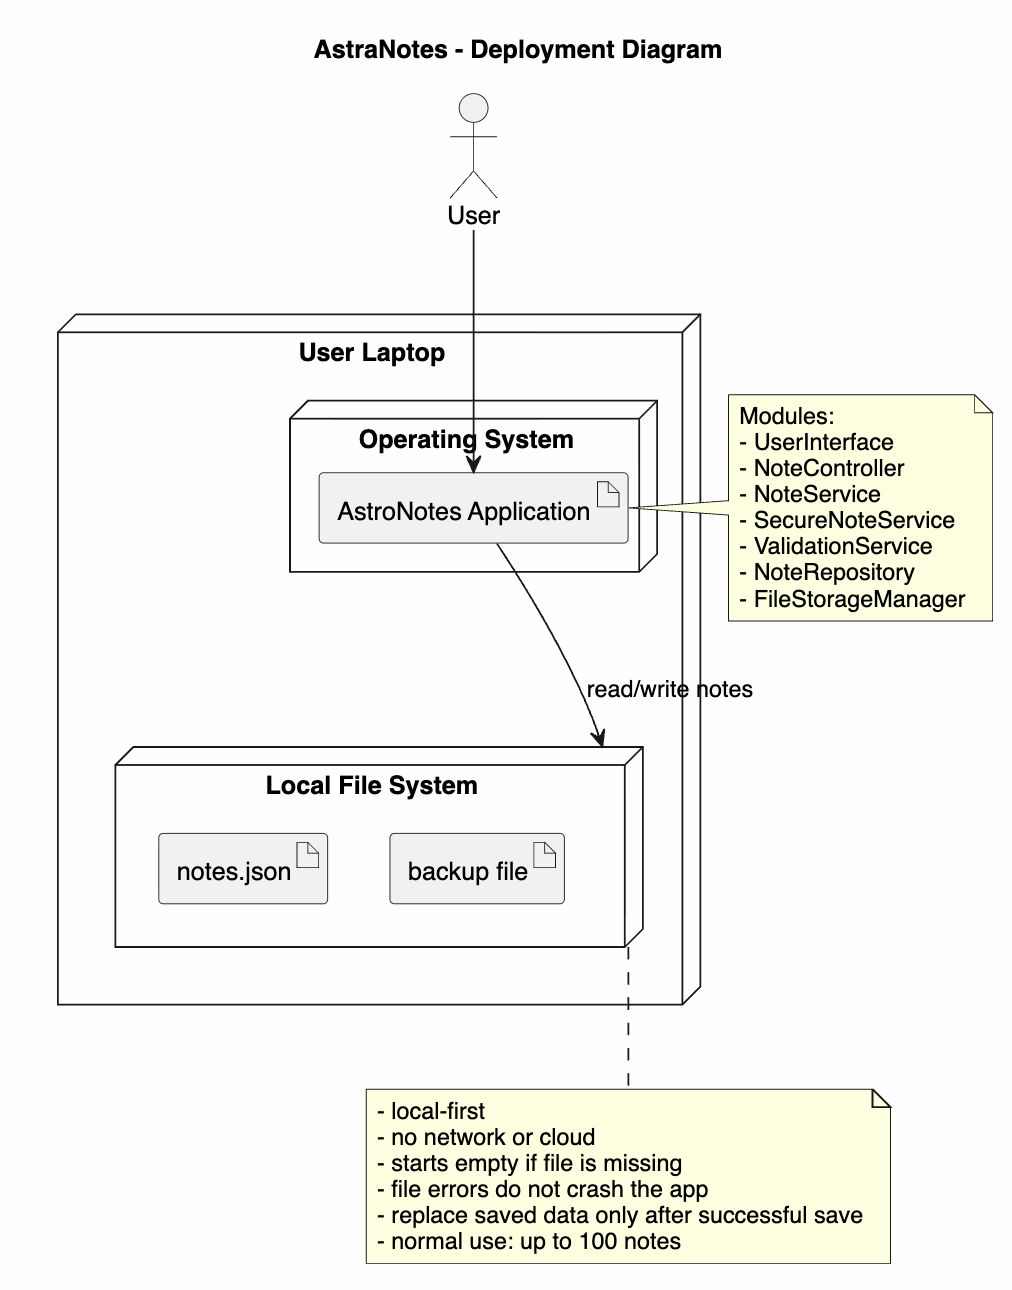 AstraNotes - Deployment Diagram
User
User Laptop
Operating System
AstroNotes Application
Modules:
- UserInterface
- NoteController
- NoteService
- SecureNoteService
- ValidationService
- NoteRepository
- FileStorageManager
read/write notes
Local File System
notes.json
backup file
- local-first
- no network or cloud
- starts empty if file is missing
- file errors do not crash the app
- replace saved data only after successful save
- normal use: up to 100 notes